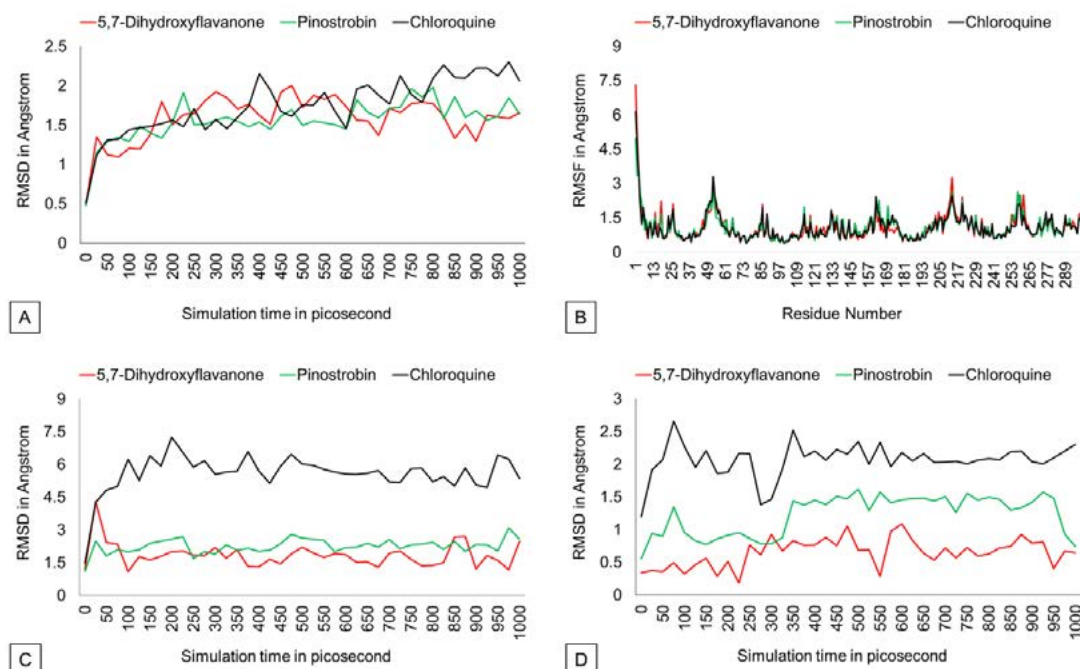 5,7-Dihydroxyflavanone Pinostrobin Chloroquine
RMSD in Angstrom
2.5
2
1.5
1
0.5
0
0 50 100 150 200 250 300 350 400 450 500 550 600 650 700 750 800 850 900 950 1000
Simulation time in picosecond
A
5,7-Dihydroxyflavanone Pinostrobin Chloroquine
RMSF in Angstrom
9
7.5
6
4.5
3
1.5
0
1 13 25 37 49 61 73 85 97 109 121 133 145 157 169 181 193 205 217 229 241 253 265 277 289
Residue Number
B
5,7-Dihydroxyflavanone Pinostrobin Chloroquine
RMSD in Angstrom
9
7.5
6
4.5
3
1.5
0
0 50 100 150 200 250 300 350 400 450 500 550 600 650 700 750 800 850 900 950 1000
Simulation time in picosecond
C
5,7-Dihydroxyflavanone Pinostrobin Chloroquine
RMSD in Angstrom
3
2.5
2
1.5
1
0.5
0
0 50 100 150 200 250 300 350 400 450 500 550 600 650 700 750 800 850 900 950 1000
Simulation time in picosecond
D